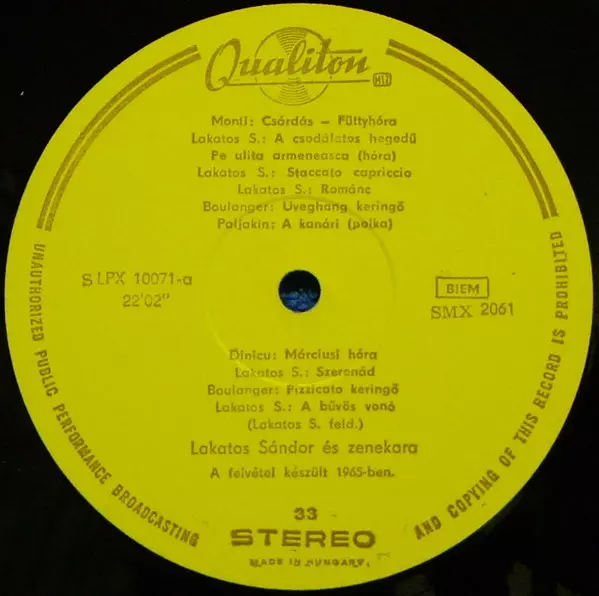 Qualiton
Monti: Csárdás – Füttyhóra
Lakatos S.: A csodálatos hegedű
Pe ulita armeneasca (hóra)
Lakatos S.: Staccato capriccio
Lakatos S.: Románc
Boulanger: Üveghang keringő
Poljakin: A kanári (polka)
S LPX 10071-a
22'02"
BIEM
SMX 2061
Dinicu: Márciusi hóra
Lakatos S.: Szerenád
Boulanger: Pizzicato keringő
Lakatos S.: A bűvös vonó
(Lakatos S. feld.)
Lakatos Sándor és zenekara
A felvétel készült 1965-ben.
33
STEREO
MADE IN HUNGARY
UNAUTHORIZED PUBLIC PERFORMANCE BROADCASTING
AND COPYING OF THIS RECORD IS PROHIBITED